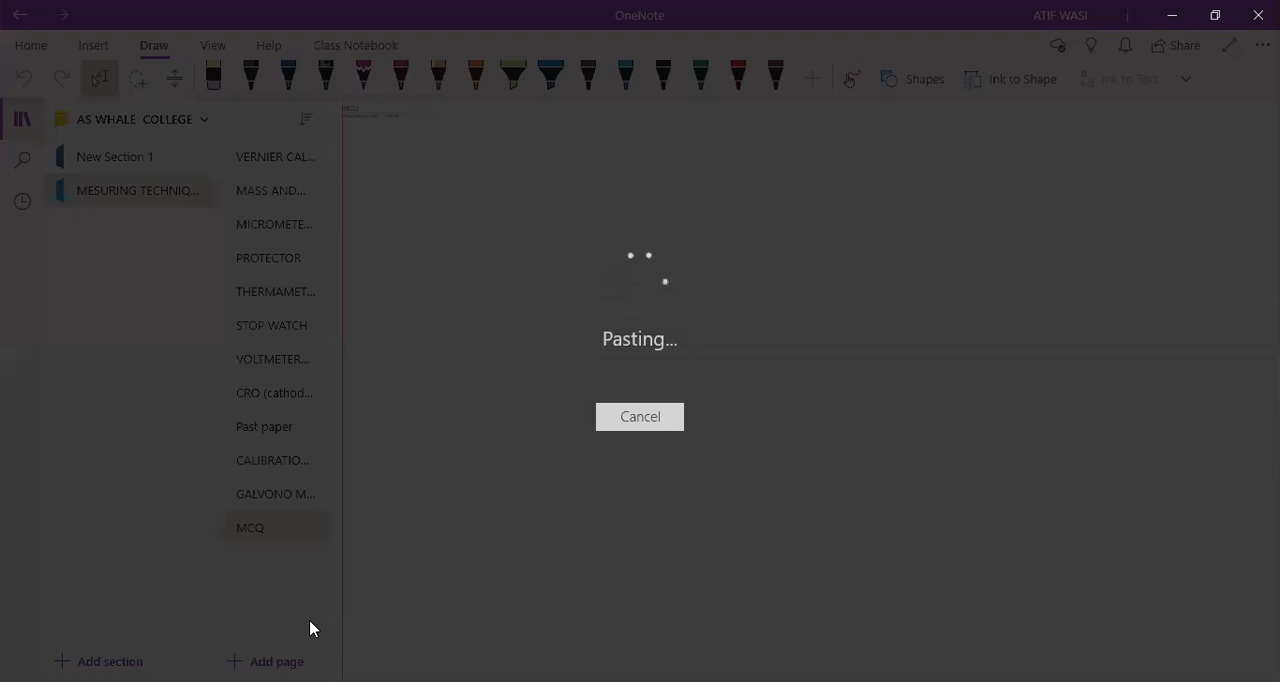 OneNote
ATIF WASI
Home
Insert
Draw
View
Help
Class Notebook
Share
Shapes
Ink to Shape
Ink to Text
AS WHALE COLLEGE
New Section 1
MESURING TECHNIQ...
VERNIER CAL...
MASS AND...
MICROMETE...
PROTECTOR
THERMAMET...
STOP WATCH
VOLTMETER...
CRO (cathod...
Past paper
CALIBRATIO...
GALVONO M...
MCQ
Add section
Add page
MCQ
Pasting...
Cancel